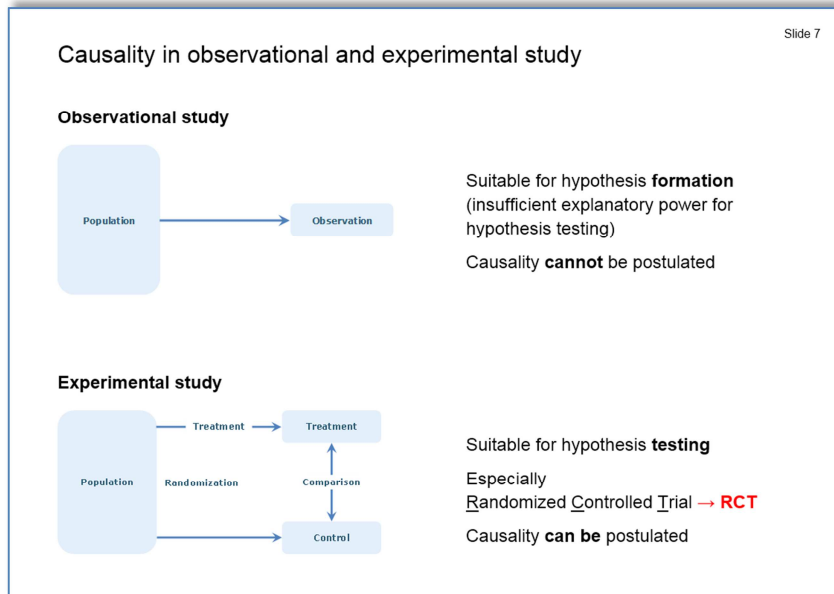 Slide 7
Causality in observational and experimental study
Observational study
Population
Observation
Suitable for hypothesis formation
(insufficient explanatory power for
hypothesis testing)
Causality cannot be postulated
Experimental study
Treatment
Treatment
Population
Randomization
Comparison
Control
Suitable for hypothesis testing
Especially
Randomized Controlled Trial → RCT
Causality can be postulated